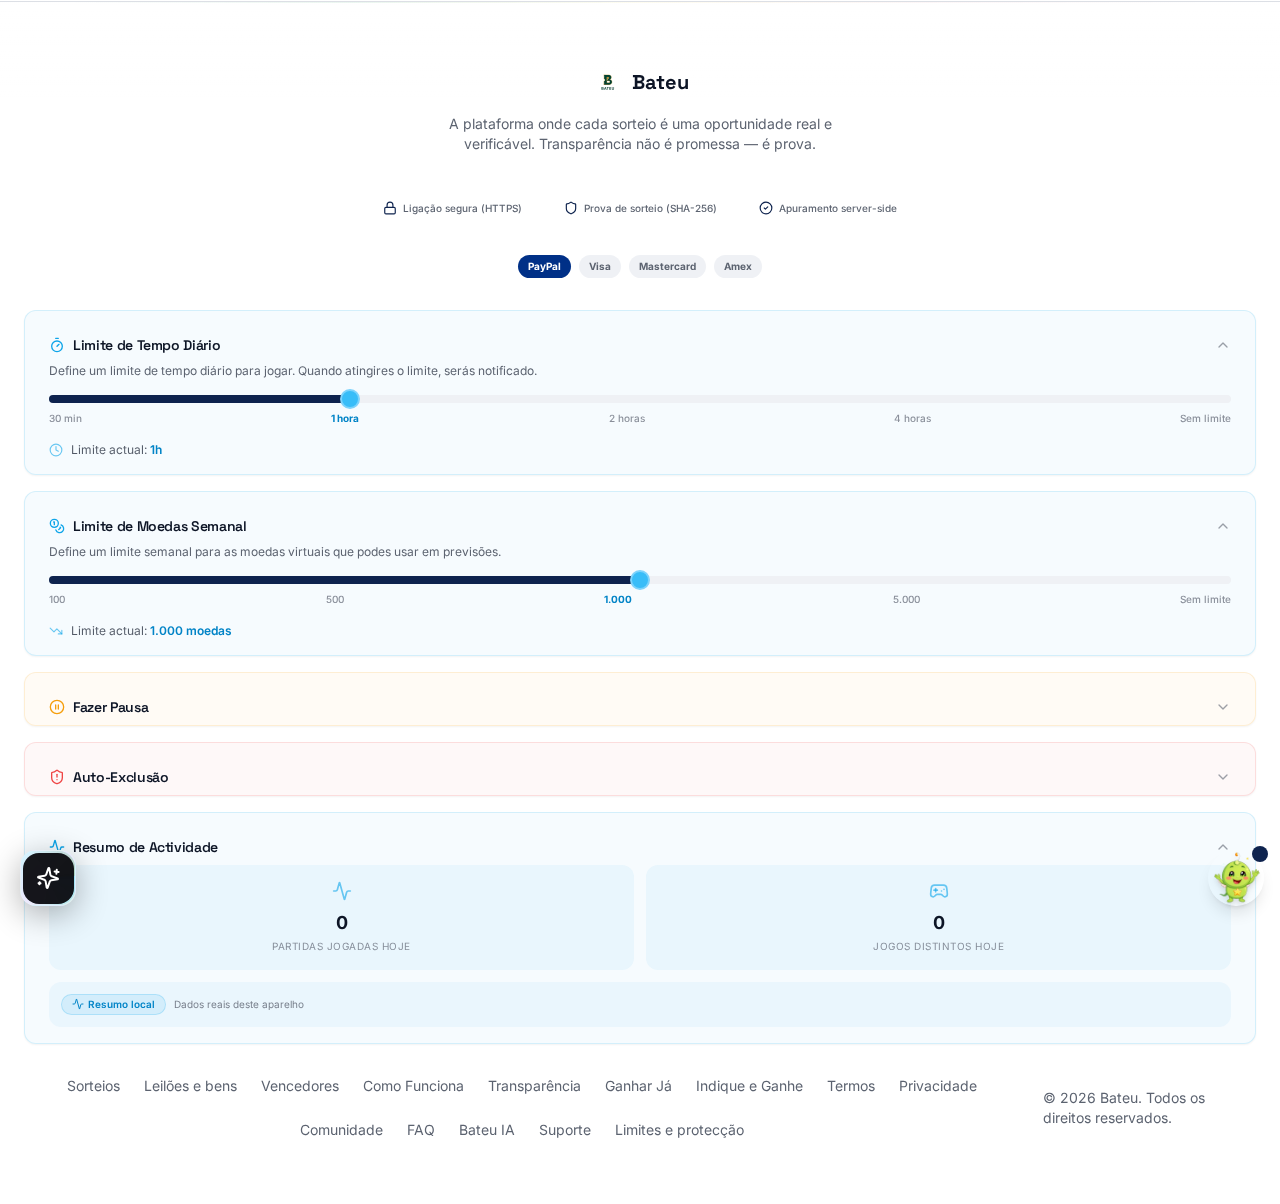 B
BATEU
Bateu
A plataforma onde cada sorteio é uma oportunidade real e
verificável. Transparência não é promessa — é prova.
Ligação segura (HTTPS)
Prova de sorteio (SHA-256)
Apuramento server-side
PayPal
Visa
Mastercard
Amex
Limite de Tempo Diário
Define um limite de tempo diário para jogar. Quando atingires o limite, serás notificado.
30 min
1 hora
2 horas
4 horas
Sem limite
Limite actual: 1h
Limite de Moedas Semanal
Define um limite semanal para as moedas virtuais que podes usar em previsões.
100
500
1.000
5.000
Sem limite
Limite actual: 1.000 moedas
Fazer Pausa
Auto-Exclusão
Resumo de Actividade
0
PARTIDAS JOGADAS HOJE
0
JOGOS DISTINTOS HOJE
Resumo local
Dados reais deste aparelho
Sorteios
Leilões e bens
Vencedores
Como Funciona
Transparência
Ganhar Já
Indique e Ganhe
Termos
Privacidade
Comunidade
FAQ
Bateu IA
Suporte
Limites e protecção
© 2026 Bateu. Todos os
direitos reservados.